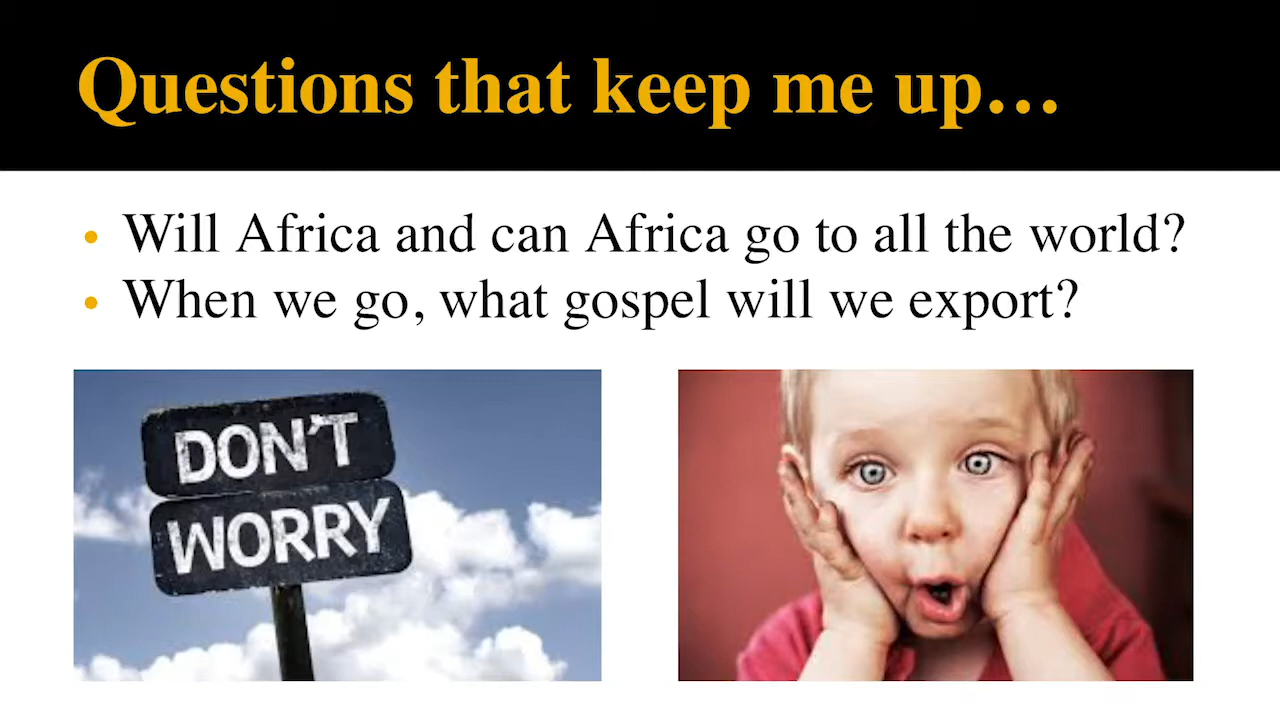 Questions that keep me up…
• Will Africa and can Africa go to all the world?
• When we go, what gospel will we export?
DON'T
WORRY